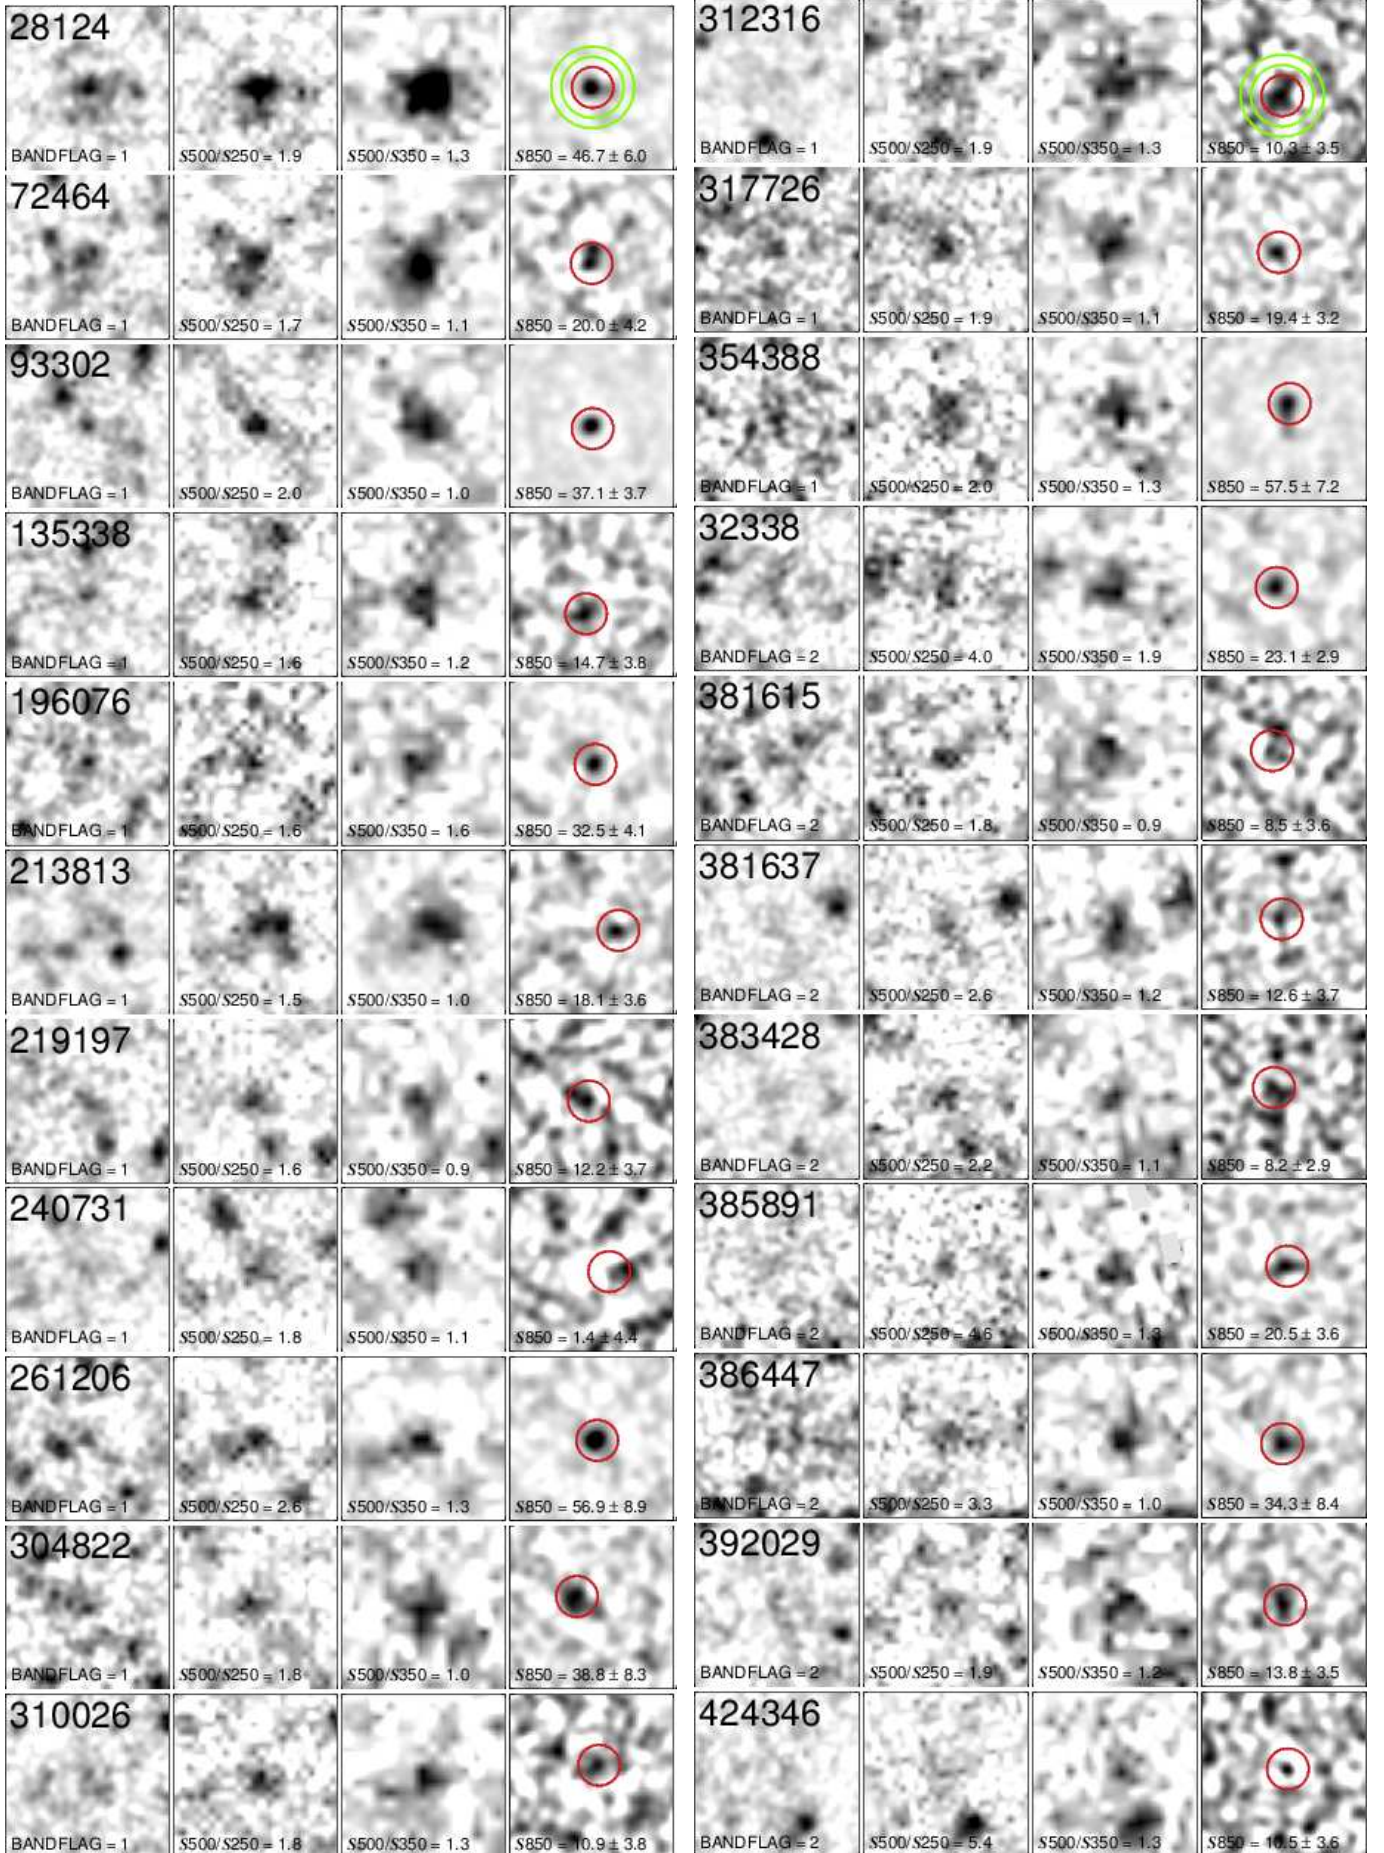 28124
BANDFLAG = 1
S500/S250 = 1.9
S500/S350 = 1.3
S850 = 46.7 ± 6.0
72464
BANDFLAG = 1
S500/S250 = 1.7
S500/S350 = 1.1
S850 = 20.0 ± 4.2
93302
BANDFLAG = 1
S500/S250 = 2.0
S500/S350 = 1.0
S850 = 37.1 ± 3.7
135338
BANDFLAG = 1
S500/S250 = 1.6
S500/S350 = 1.2
S850 = 14.7 ± 3.8
196076
BANDFLAG = 1
S500/S250 = 1.6
S500/S350 = 1.6
S850 = 32.5 ± 4.1
213813
BANDFLAG = 1
S500/S250 = 1.5
S500/S350 = 1.0
S850 = 18.1 ± 3.6
219197
BANDFLAG = 1
S500/S250 = 1.6
S500/S350 = 0.9
S850 = 12.2 ± 3.7
240731
BANDFLAG = 1
S500/S250 = 1.8
S500/S350 = 1.1
S850 = 1.4 ± 4.4
261206
BANDFLAG = 1
S500/S250 = 2.6
S500/S350 = 1.3
S850 = 56.9 ± 8.9
304822
BANDFLAG = 1
S500/S250 = 1.8
S500/S350 = 1.0
S850 = 38.8 ± 8.3
310026
BANDFLAG = 1
S500/S250 = 1.8
S500/S350 = 1.3
S850 = 10.9 ± 3.8
312316
BANDFLAG = 1
S500/S250 = 1.9
S500/S350 = 1.3
S850 = 10.3 ± 3.5
317726
BANDFLAG = 1
S500/S250 = 1.9
S500/S350 = 1.1
S850 = 19.4 ± 3.2
354388
BANDFLAG = 1
S500/S250 = 2.0
S500/S350 = 1.3
S850 = 57.5 ± 7.2
32338
BANDFLAG = 2
S500/S250 = 4.0
S500/S350 = 1.9
S850 = 23.1 ± 2.9
381615
BANDFLAG = 2
S500/S250 = 1.8
S500/S350 = 0.9
S850 = 8.5 ± 3.6
381637
BANDFLAG = 2
S500/S250 = 2.6
S500/S350 = 1.2
S850 = 12.6 ± 3.7
383428
BANDFLAG = 2
S500/S250 = 2.2
S500/S350 = 1.1
S850 = 8.2 ± 2.9
385891
BANDFLAG = 2
S500/S250 = 4.6
S500/S350 = 1.3
S850 = 20.5 ± 3.6
386447
BANDFLAG = 2
S500/S250 = 3.3
S500/S350 = 1.0
S850 = 34.3 ± 8.4
392029
BANDFLAG = 2
S500/S250 = 1.9
S500/S350 = 1.2
S850 = 13.8 ± 3.5
424346
BANDFLAG = 2
S500/S250 = 5.4
S500/S350 = 1.3
S850 = 10.5 ± 3.6